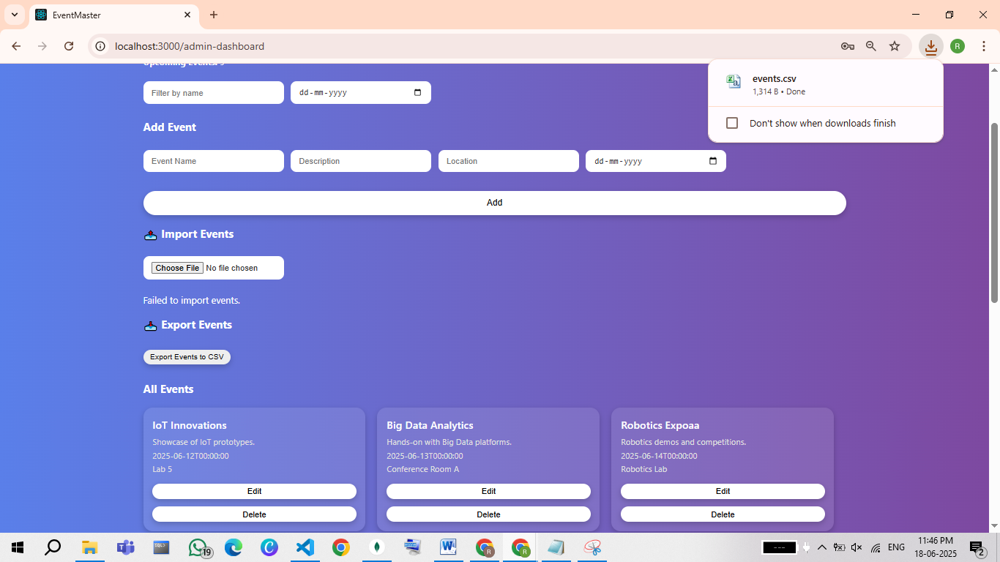 EventMaster
localhost:3000/admin-dashboard
R
events.csv
1,314 B • Done
Don't show when downloads finish
Filter by name
dd-mm-yyyy
Add Event
Event Name
Description
Location
dd-mm-yyyy
Add
Import Events
Choose File No file chosen
Failed to import events.
Export Events
Export Events to CSV
All Events
IoT Innovations
Showcase of IoT prototypes.
2025-06-12T00:00:00
Lab 5
Edit
Delete
Big Data Analytics
Hands-on with Big Data platforms.
2025-06-13T00:00:00
Conference Room A
Edit
Delete
Robotics Expoaa
Robotics demos and competitions.
2025-06-14T00:00:00
Robotics Lab
Edit
Delete
19
R
R
ENG
11:46 PM
18-06-2025
2